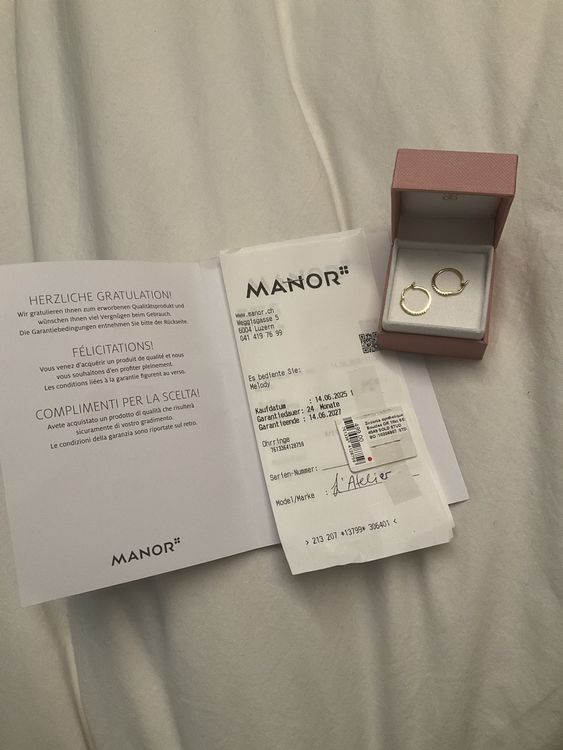 HERZLICHE GRATULATION!
Wir gratulieren Ihnen zum erworbenen Qualitätsprodukt und
wünschen Ihnen viel Vergnügen beim Gebrauch.
Die Garantiebedingungen entnehmen Sie bitte der Rückseite.
FÉLICITATIONS!
Vous venez d'acquérir un produit de qualité et nous
vous souhaitons d'en profiter pleinement.
Les conditions liées à la garantie figurent au verso.
COMPLIMENTI PER LA SCELTA!
Avete acquistato un prodotto di qualità che risulterà
sicuramente di vostro gradimento.
Le condizioni della garanzia sono riportate sul retro.
MANOR
MANOR
www.manor.ch
Weggisgasse 5
6004 Luzern
041 419 76 99
Es bediente Sie:
Melody
Kaufdatum : 14.06.2025
Garantiedauer: 24 Monate
Garantieende : 14.06.2027
Ohrringe
Serien-Nummer:
Model/Marke : L'Atelier
> 213 207 *13799* 306401 <